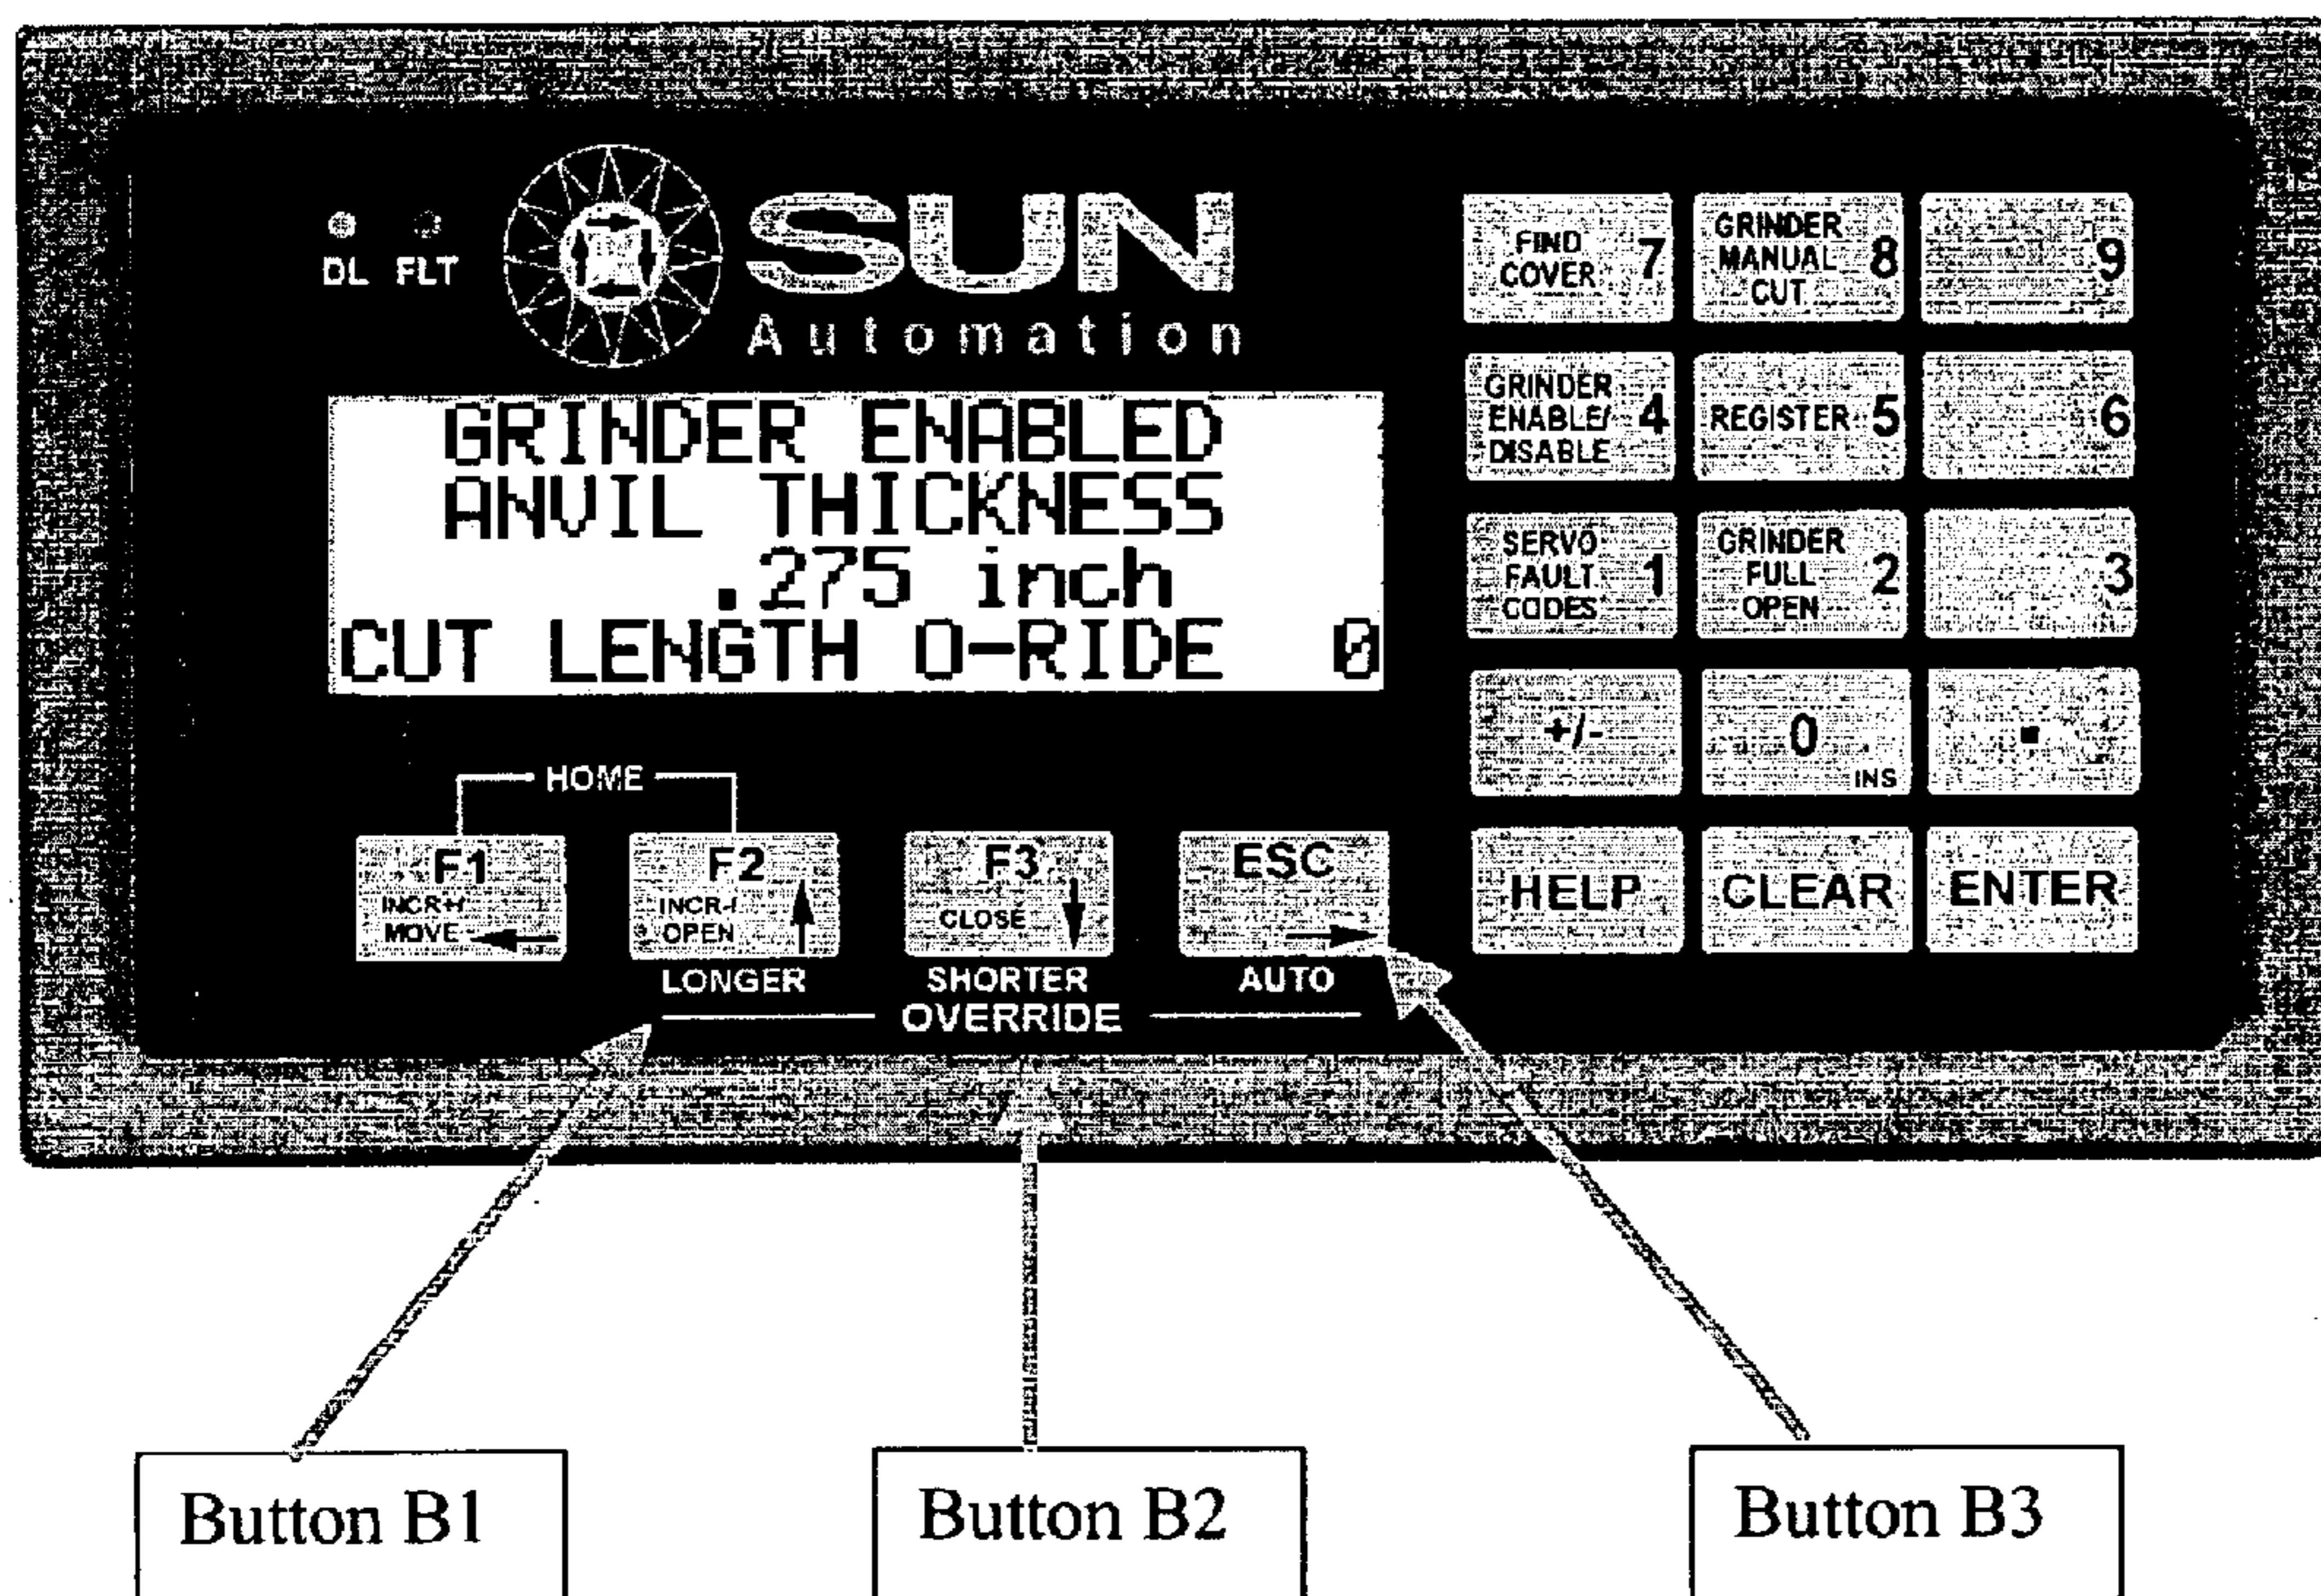 DL FLT
SUN
Automation
GRINDER ENABLED
ANVIL THICKNESS
.275 inch
CUT LENGTH O-RIDE 0
HOME
F1
INCR+/
MOVE
F2
INCR-/
OPEN
F3
CLOSE
ESC
LONGER
SHORTER
AUTO
OVERRIDE
FIND
COVER 7
GRINDER
MANUAL 8
CUT
9
GRINDER
ENABLE/ 4
DISABLE
REGISTER 5
6
SERVO
FAULT 1
CODES
GRINDER
FULL 2
OPEN
3
+/-
0
INS
.
HELP
CLEAR
ENTER
Button B1
Button B2
Button B3